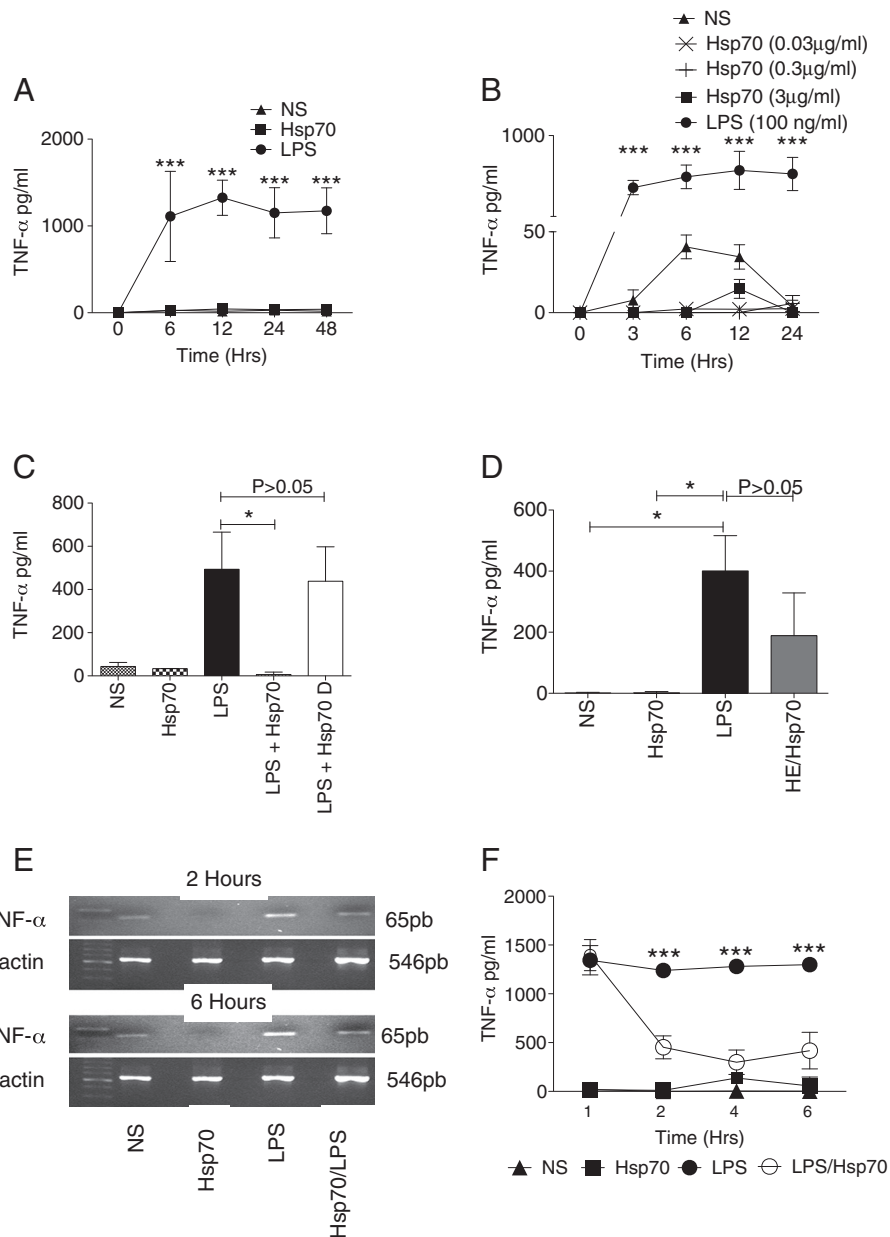 A
NS
Hsp70
LPS
2000
1000
0
TNF-α pg/ml
***
***
***
***
0
6
12
24
48
Time (Hrs)
B
NS
Hsp70 (0.03µg/ml)
Hsp70 (0.3µg/ml)
Hsp70 (3µg/ml)
LPS (100 ng/ml)
1000
50
0
TNF-α pg/ml
***
***
***
***
0
3
6
12
24
Time (Hrs)
C
P>0.05
*
800
600
400
200
0
TNF-α pg/ml
NS
Hsp70
LPS
LPS + Hsp70
LPS + Hsp70 D
D
*
P>0.05
*
600
400
200
0
TNF-α pg/ml
NS
Hsp70
LPS
HE/Hsp70
E
2 Hours
NF-α
65pb
actin
546pb
6 Hours
NF-α
65pb
actin
546pb
NS
Hsp70
LPS
Hsp70/LPS
F
2000
1500
1000
500
0
TNF-α pg/ml
***
***
***
1
2
4
6
Time (Hrs)
NS
Hsp70
LPS
LPS/Hsp70